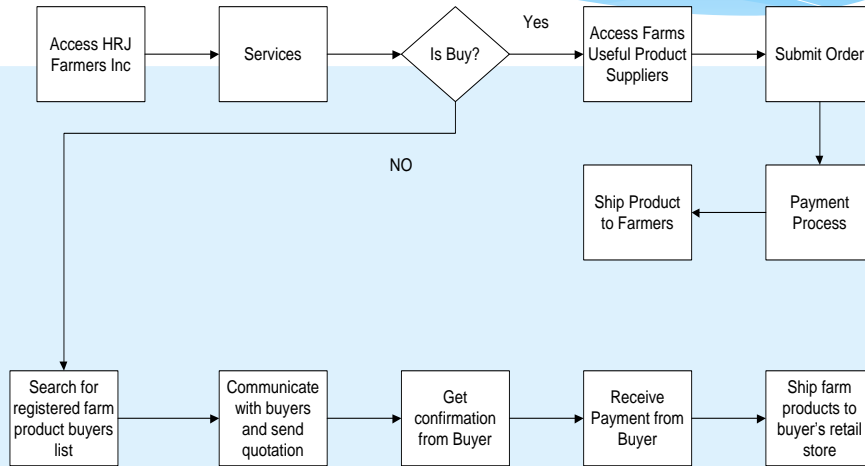 Access HRJ
Farmers Inc
Services
Is Buy?
Yes
Access Farms
Useful Product
Suppliers
Submit Order
NO
Ship Product
to Farmers
Payment
Process
Search for
registered farm
product buyers
list
Communicate
with buyers
and send
quotation
Get
confirmation
from Buyer
Receive
Payment from
Buyer
Ship farm
products to
buyer's retail
store